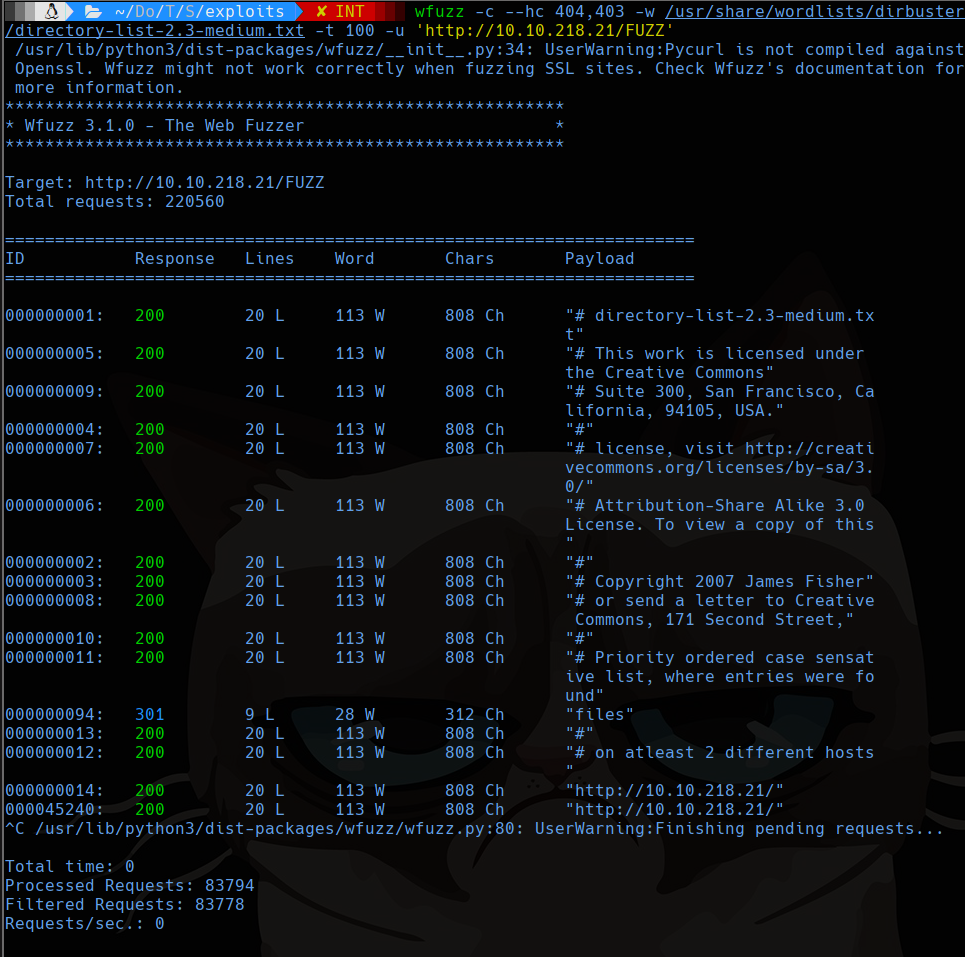 ~/Do/T/S/exploits ✘ INT wfuzz -c --hc 404,403 -w /usr/share/wordlists/dirbuster
/directory-list-2.3-medium.txt -t 100 -u 'http://10.10.218.21/FUZZ'
/usr/lib/python3/dist-packages/wfuzz/__init__.py:34: UserWarning:Pycurl is not compiled against
Openssl. Wfuzz might not work correctly when fuzzing SSL sites. Check Wfuzz's documentation for
more information.
********************************************************
* Wfuzz 3.1.0 - The Web Fuzzer                         *
********************************************************
Target: http://10.10.218.21/FUZZ
Total requests: 220560
=====================================================================
ID           Response   Lines    Word       Chars       Payload
=====================================================================
000000001:   200        20 L     113 W      808 Ch      "# directory-list-2.3-medium.tx
t"
000000005:   200        20 L     113 W      808 Ch      "# This work is licensed under
the Creative Commons"
000000009:   200        20 L     113 W      808 Ch      "# Suite 300, San Francisco, Ca
lifornia, 94105, USA."
000000004:   200        20 L     113 W      808 Ch      "#"
000000007:   200        20 L     113 W      808 Ch      "# license, visit http://creati
vecommons.org/licenses/by-sa/3.
0/"
000000006:   200        20 L     113 W      808 Ch      "# Attribution-Share Alike 3.0
License. To view a copy of this
"
000000002:   200        20 L     113 W      808 Ch      "#"
000000003:   200        20 L     113 W      808 Ch      "# Copyright 2007 James Fisher"
000000008:   200        20 L     113 W      808 Ch      "# or send a letter to Creative
Commons, 171 Second Street,"
000000010:   200        20 L     113 W      808 Ch      "#"
000000011:   200        20 L     113 W      808 Ch      "# Priority ordered case sensat
ive list, where entries were fo
und"
000000094:   301        9 L      28 W       312 Ch      "files"
000000013:   200        20 L     113 W      808 Ch      "#"
000000012:   200        20 L     113 W      808 Ch      "# on atleast 2 different hosts
"
000000014:   200        20 L     113 W      808 Ch      "http://10.10.218.21/"
000045240:   200        20 L     113 W      808 Ch      "http://10.10.218.21/"
^C /usr/lib/python3/dist-packages/wfuzz/wfuzz.py:80: UserWarning:Finishing pending requests...
Total time: 0
Processed Requests: 83794
Filtered Requests: 83778
Requests/sec.: 0